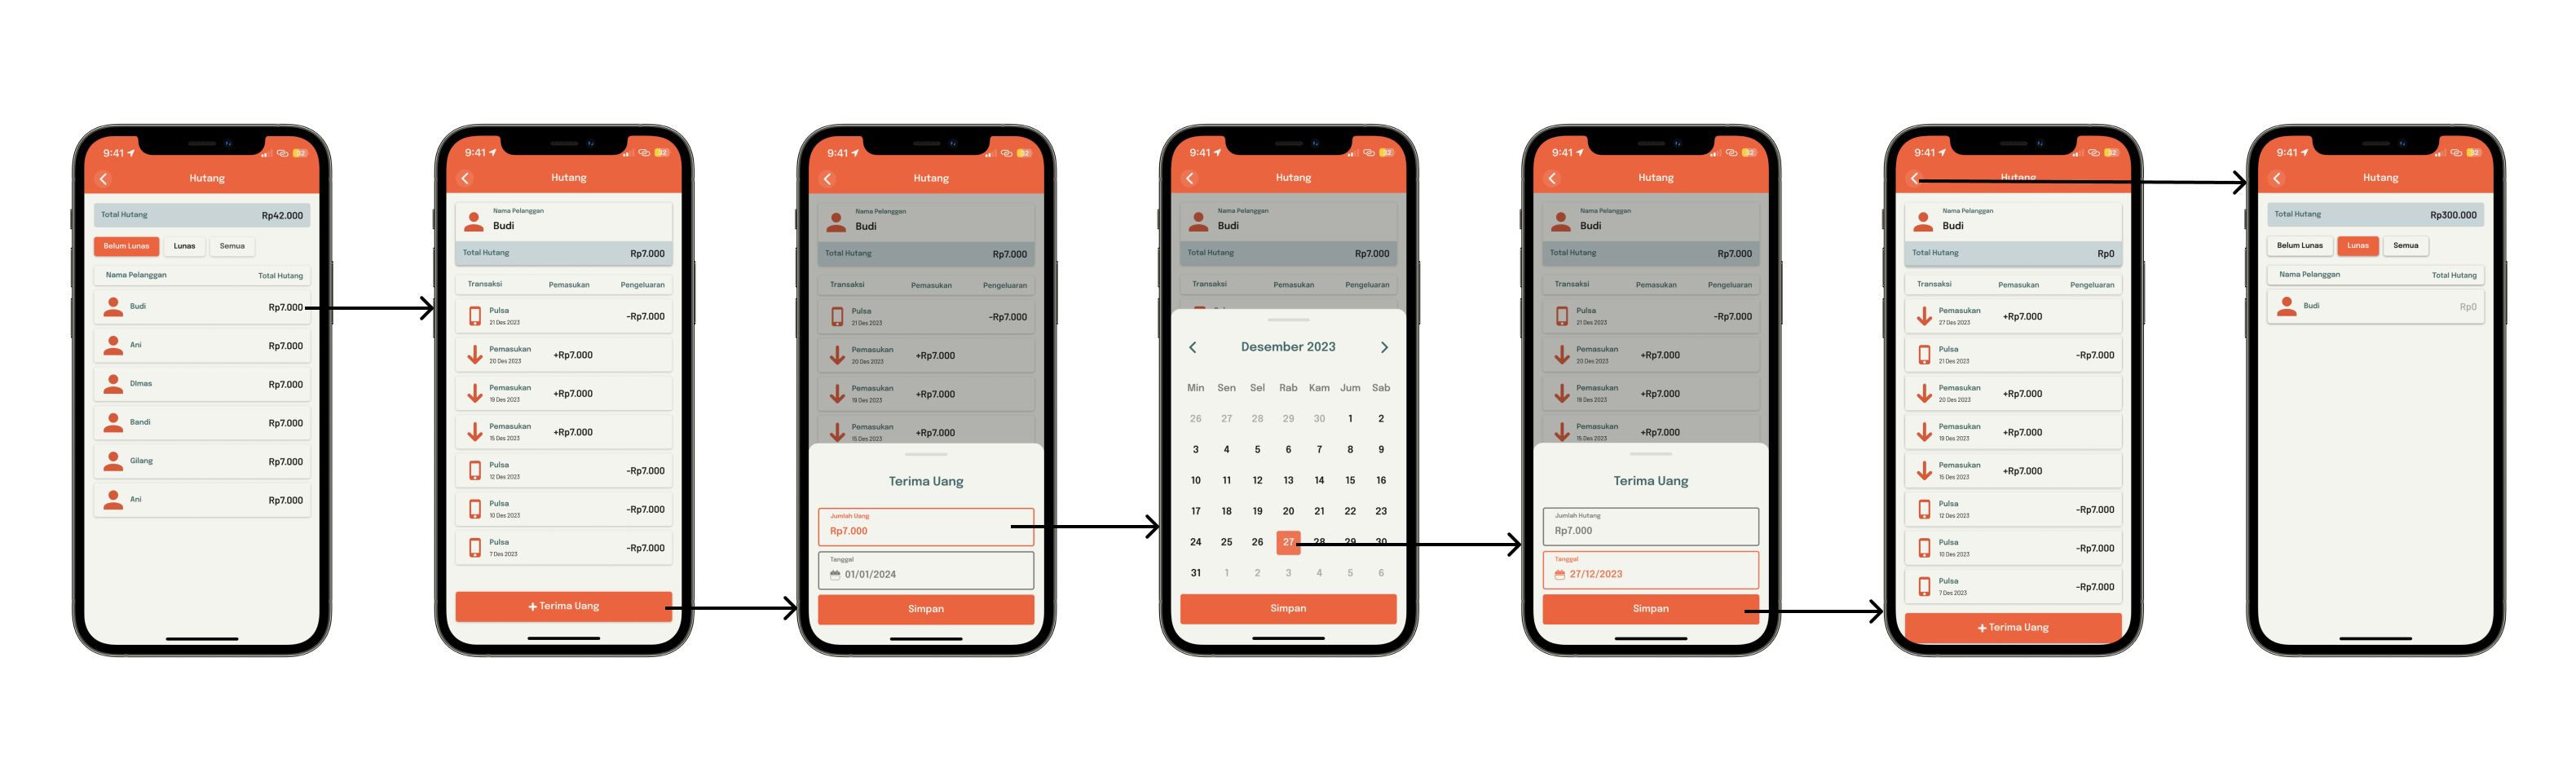 9:41
32
Hutang
Total Hutang Rp42.000
Belum Lunas Lunas Semua
Nama Pelanggan Total Hutang
Budi Rp7.000
Ani Rp7.000
DImas Rp7.000
Bandi Rp7.000
Gilang Rp7.000
Ani Rp7.000
9:41
32
Hutang
Nama Pelanggan
Budi
Total Hutang Rp7.000
Transaksi Pemasukan Pengeluaran
Pulsa -Rp7.000
21 Des 2023
Pemasukan +Rp7.000
20 Des 2023
Pemasukan +Rp7.000
19 Des 2023
Pemasukan +Rp7.000
15 Des 2023
Pulsa -Rp7.000
12 Des 2023
Pulsa -Rp7.000
10 Des 2023
Pulsa -Rp7.000
7 Des 2023
+ Terima Uang
9:41
32
Hutang
Nama Pelanggan
Budi
Total Hutang Rp7.000
Transaksi Pemasukan Pengeluaran
Pulsa -Rp7.000
21 Des 2023
Pemasukan +Rp7.000
20 Des 2023
Pemasukan +Rp7.000
19 Des 2023
Pemasukan +Rp7.000
15 Des 2023
Terima Uang
Jumlah Uang
Rp7.000
Tanggal
01/01/2024
Simpan
9:41
32
Hutang
Nama Pelanggan
Budi
Total Hutang Rp7.000
Transaksi Pemasukan Pengeluaran
Desember 2023
Min Sen Sel Rab Kam Jum Sab
26 27 28 29 30 1 2
3 4 5 6 7 8 9
10 11 12 13 14 15 16
17 18 19 20 21 22 23
24 25 26 27 28 29 30
31 1 2 3 4 5 6
Simpan
9:41
32
Hutang
Nama Pelanggan
Budi
Total Hutang Rp7.000
Transaksi Pemasukan Pengeluaran
Pulsa -Rp7.000
21 Des 2023
Pemasukan +Rp7.000
20 Des 2023
Pemasukan +Rp7.000
19 Des 2023
Pemasukan +Rp7.000
15 Des 2023
Terima Uang
Jumlah Hutang
Rp7.000
Tanggal
27/12/2023
Simpan
9:41
32
Hutang
Nama Pelanggan
Budi
Total Hutang Rp0
Transaksi Pemasukan Pengeluaran
Pemasukan +Rp7.000
27 Des 2023
Pulsa -Rp7.000
21 Des 2023
Pemasukan +Rp7.000
20 Des 2023
Pemasukan +Rp7.000
19 Des 2023
Pemasukan +Rp7.000
15 Des 2023
Pulsa -Rp7.000
12 Des 2023
Pulsa -Rp7.000
10 Des 2023
Pulsa -Rp7.000
7 Des 2023
+ Terima Uang
9:41
32
Hutang
Total Hutang Rp300.000
Belum Lunas Lunas Semua
Nama Pelanggan Total Hutang
Budi Rp0